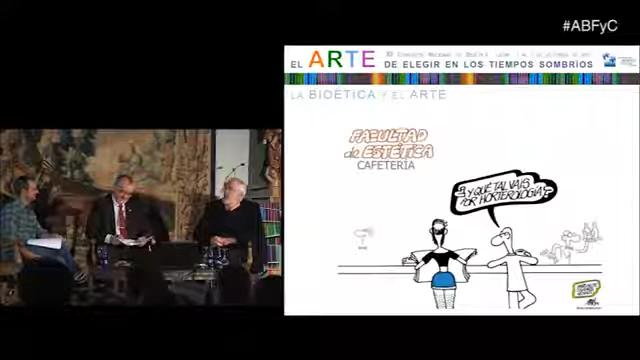 #ABFyC
EL ARTE DE ELEGIR EN LOS TIEMPOS SOMBRÍOS
LA BIOÉTICA Y EL ARTE
FACULTAD
de ESTÉTICA
CAFETERÍA
¿Y QUÉ TAL VAIS
POR HORTEROLOGÍA?